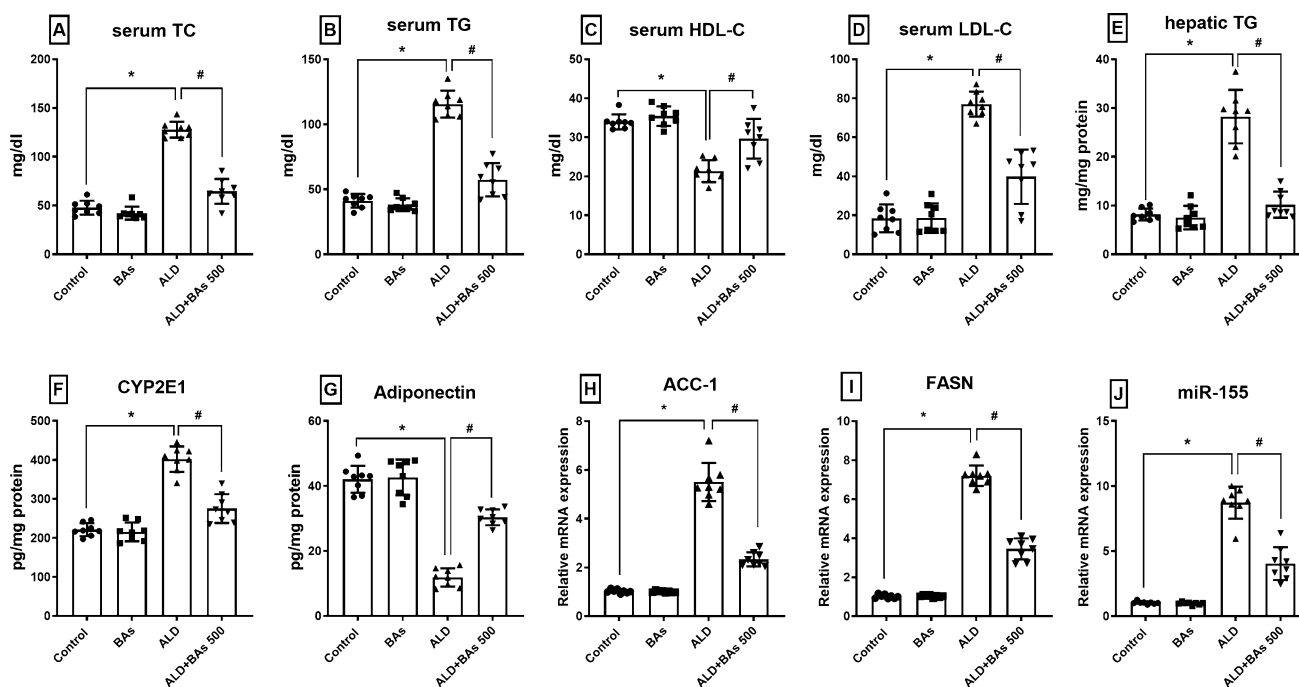 A
serum TC
*
#
mg/dl
200
150
100
50
0
Control
BAs
ALD
ALD+BAs 500
B
serum TG
*
#
mg/dl
150
100
50
0
Control
BAs
ALD
ALD+BAs 500
C
serum HDL-C
*
#
mg/dl
50
40
30
20
10
0
Control
BAs
ALD
ALD+BAs 500
D
serum LDL-C
*
#
mg/dl
100
80
60
40
20
0
Control
BAs
ALD
ALD+BAs 500
E
hepatic TG
*
#
mg/mg protein
40
30
20
10
0
Control
BAs
ALD
ALD+BAs 500
F
CYP2E1
*
#
pg/mg protein
500
400
300
200
100
0
Control
BAs
ALD
ALD+BAs 500
G
Adiponectin
*
#
pg/mg protein
60
40
20
0
Control
BAs
ALD
ALD+BAs 500
H
ACC-1
*
#
Relative mRNA expression
8
6
4
2
0
Control
BAs
ALD
ALD+BAs 500
I
FASN
*
#
Relative mRNA expression
10
8
6
4
2
0
Control
BAs
ALD
ALD+BAs 500
J
miR-155
*
#
Relative mRNA expression
15
10
5
0
Control
BAs
ALD
ALD+BAs 500